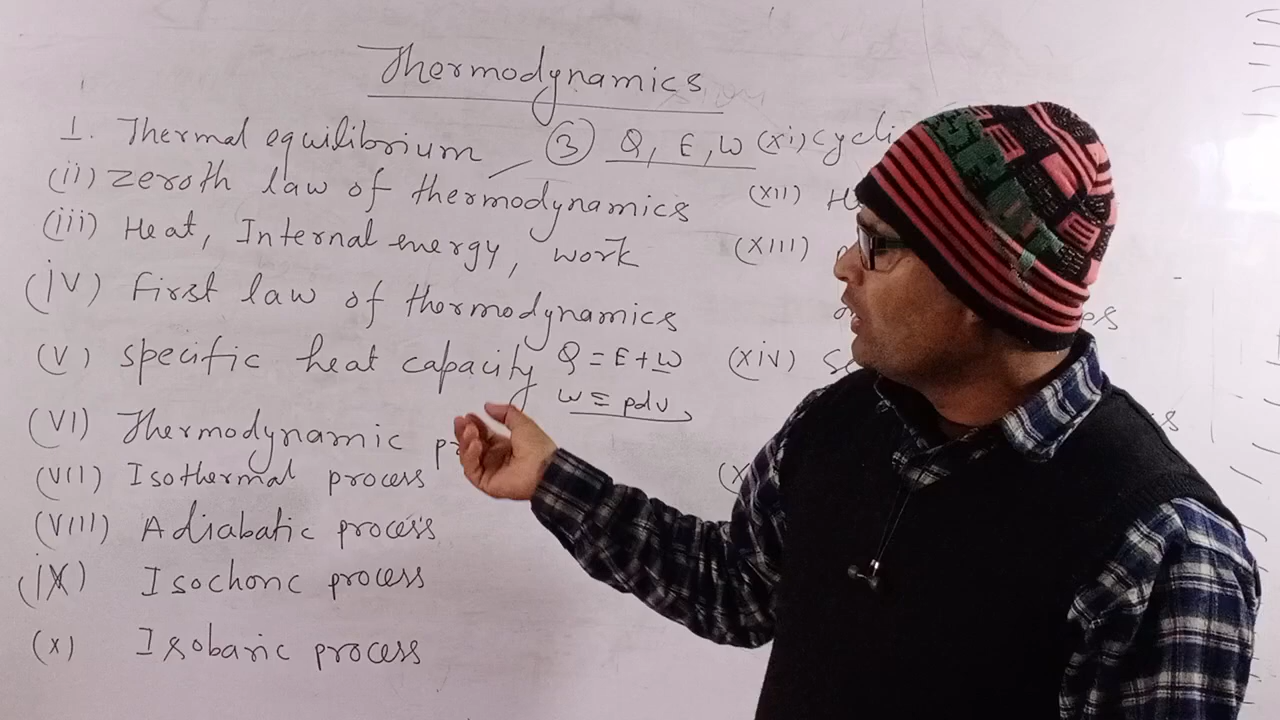 Thermodynamics
1. Thermal equilibrium
(3) Q, E, W
(ii) zeroth law of thermodynamics
(iii) Heat, Internal energy, work
(iv) First law of thermodynamics
(v) specific heat capacity
Q = E + W
W = pdv
(vi) Thermodynamic
(vii) Isothermal process
(viii) Adiabatic process
(ix) Isochoric process
(x) Isobaric process
(xi) cycli
(xii) H
(xiii)
(xiv)